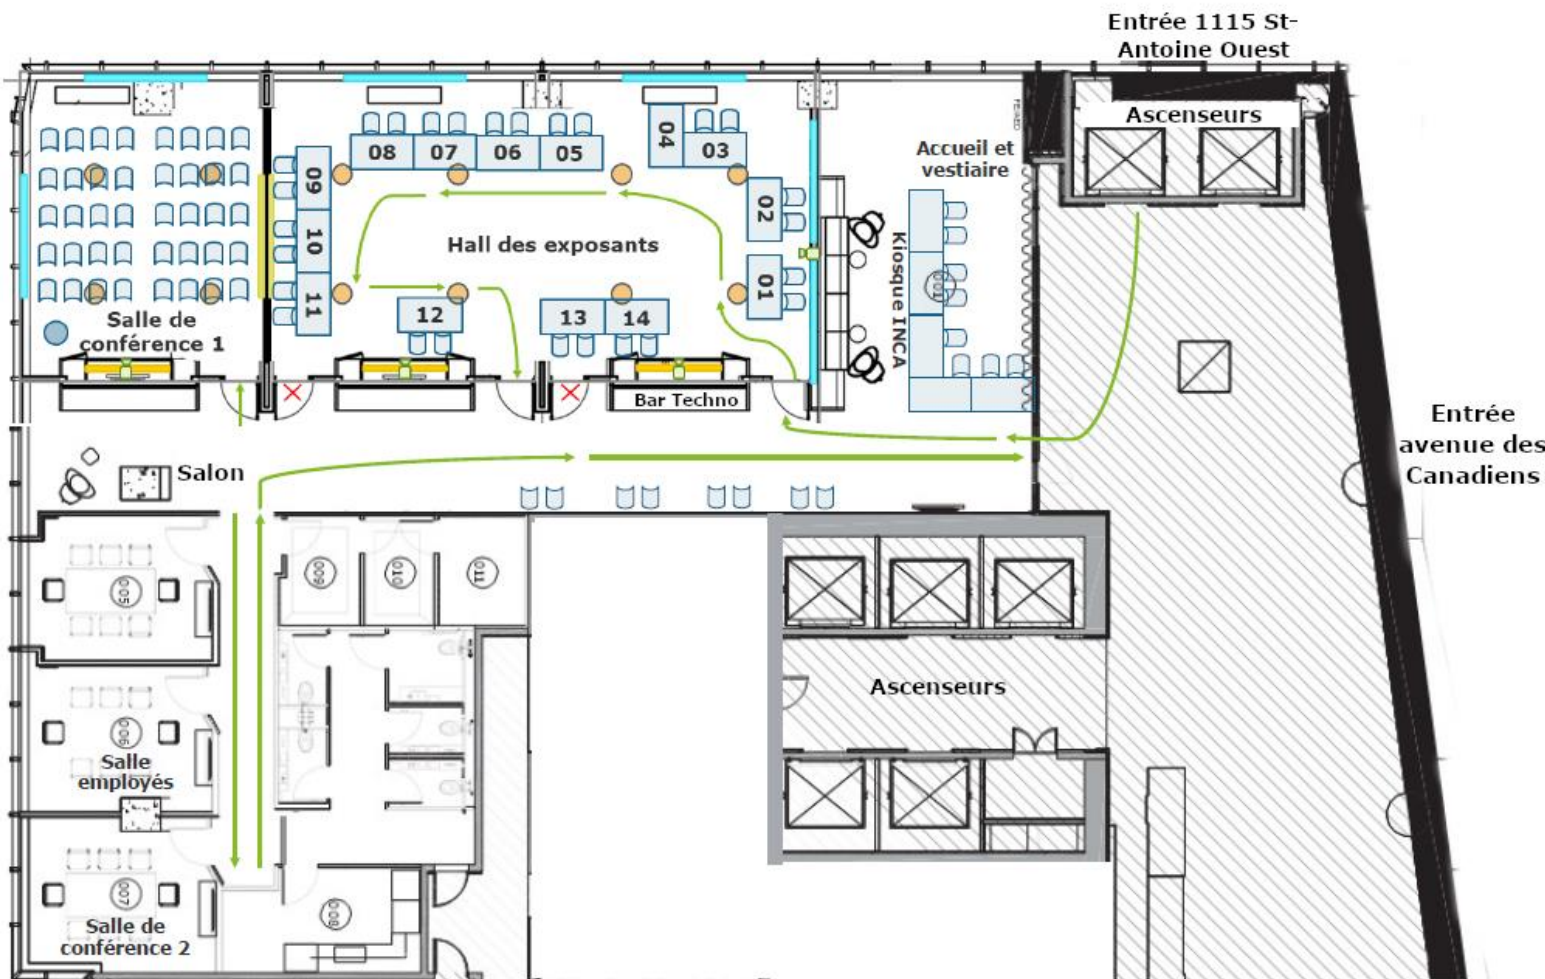 Entrée 1115 St-
Antoine Ouest
Ascenseurs
Accueil et
vestiaire
04
03
08
07
06
05
09
02
10
Hall des exposants
Kiosque INCA
001
01
11
12
13
14
Salle de
conférence 1
Bar Techno
Entrée
avenue des
Canadiens
Salon
005
009
010
011
Ascenseurs
006
Salle
employés
007
008
Salle de
conférence 2